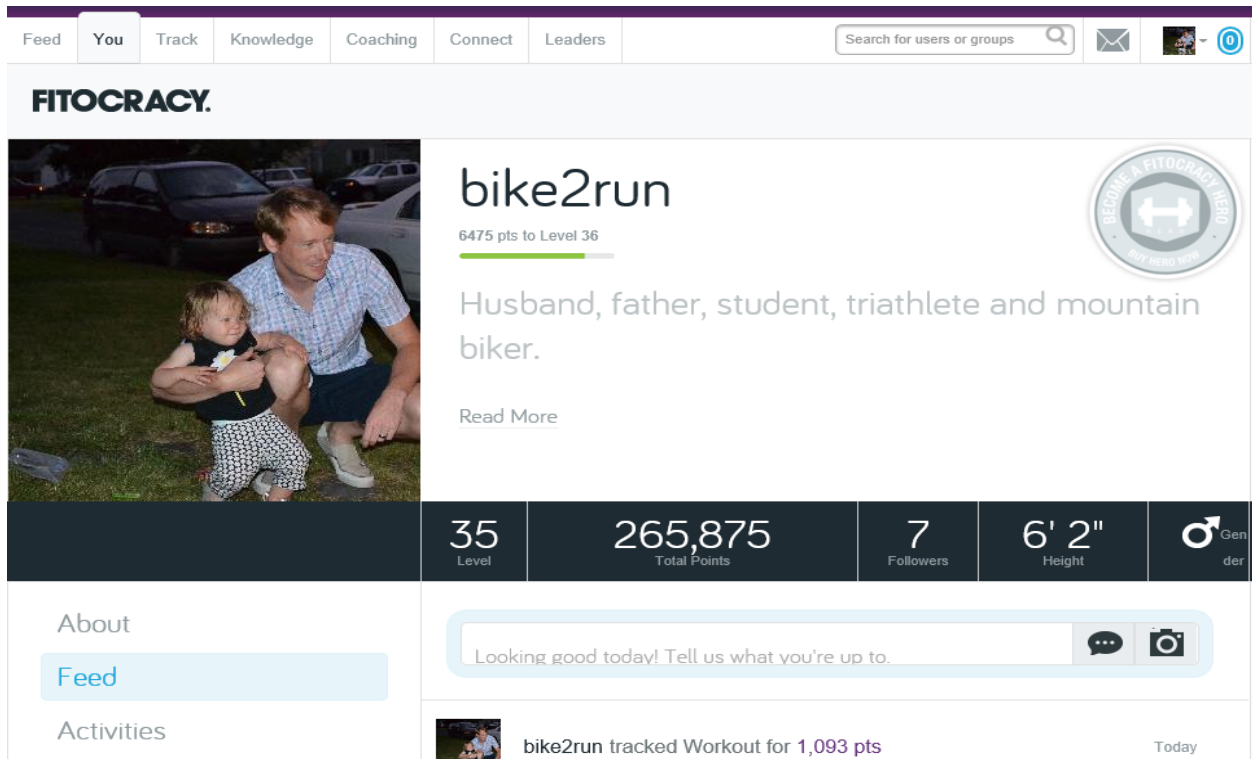 Feed You Track Knowledge Coaching Connect Leaders Search for users or groups 0
FITOCRACY.
bike2run
6475 pts to Level 36
BECOME A FITOCRACY HERO
HERO
BUY HERO NOW
Husband, father, student, triathlete and mountain
biker.
Read More
35 265,875 7 6' 2"
Level Total Points Followers Height Gen
der
About
Looking good today! Tell us what you're up to.
Feed
Activities
bike2run tracked Workout for 1,093 pts Today